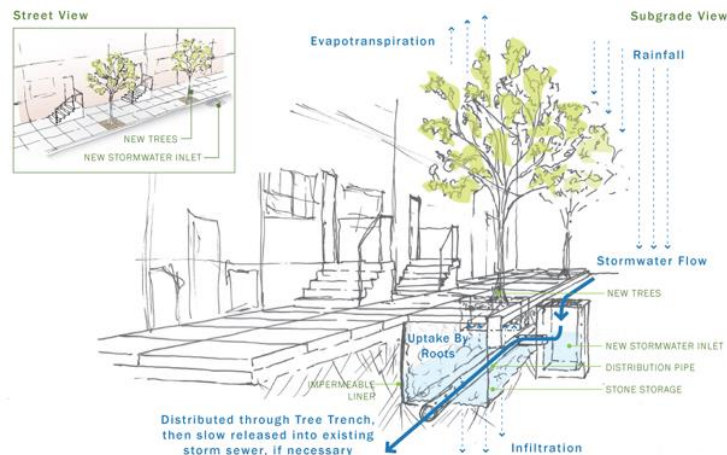 Street View
Subgrade View
Evapotranspiration
Rainfall
NEW TREES
NEW STORMWATER INLET
Stormwater Flow
NEW TREES
Uptake By
Roots
NEW STORMWATER INLET
DISTRIBUTION PIPE
STONE STORAGE
IMPERMEABLE
LINER
Distributed through Tree Trench,
then slow released into existing
storm sewer, if necessary
Infiltration